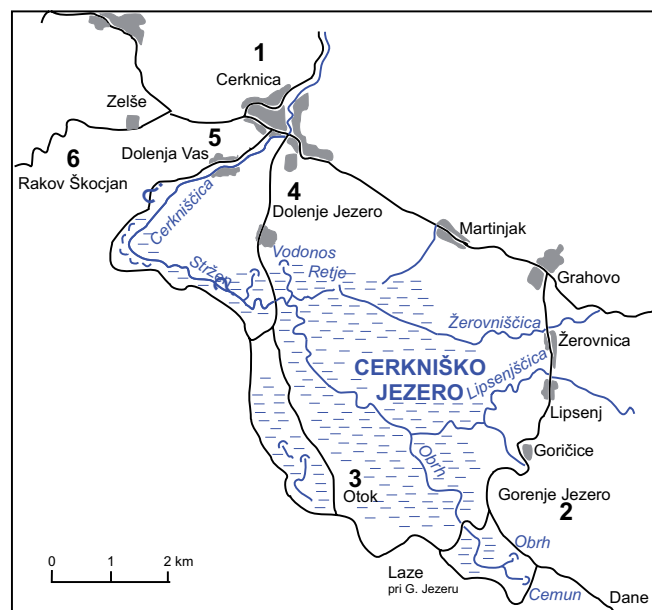 1
Cerknica
Zelše
5
Dolenja Vas
6
Rakov Škocjan
Cerkniščica
4
Dolenje Jezero
Martinjak
Vodonos
Retje
Stržen
Grahovo
Žerovniščica
Žerovnica
CERKNIŠKO
JEZERO
Lipsenjščica
Lipsenj
Goričice
Obrh
3
Otok
Gorenje Jezero
2
Obrh
Laze
pri G. Jezeru
Cemun
Dane
0 1 2 km